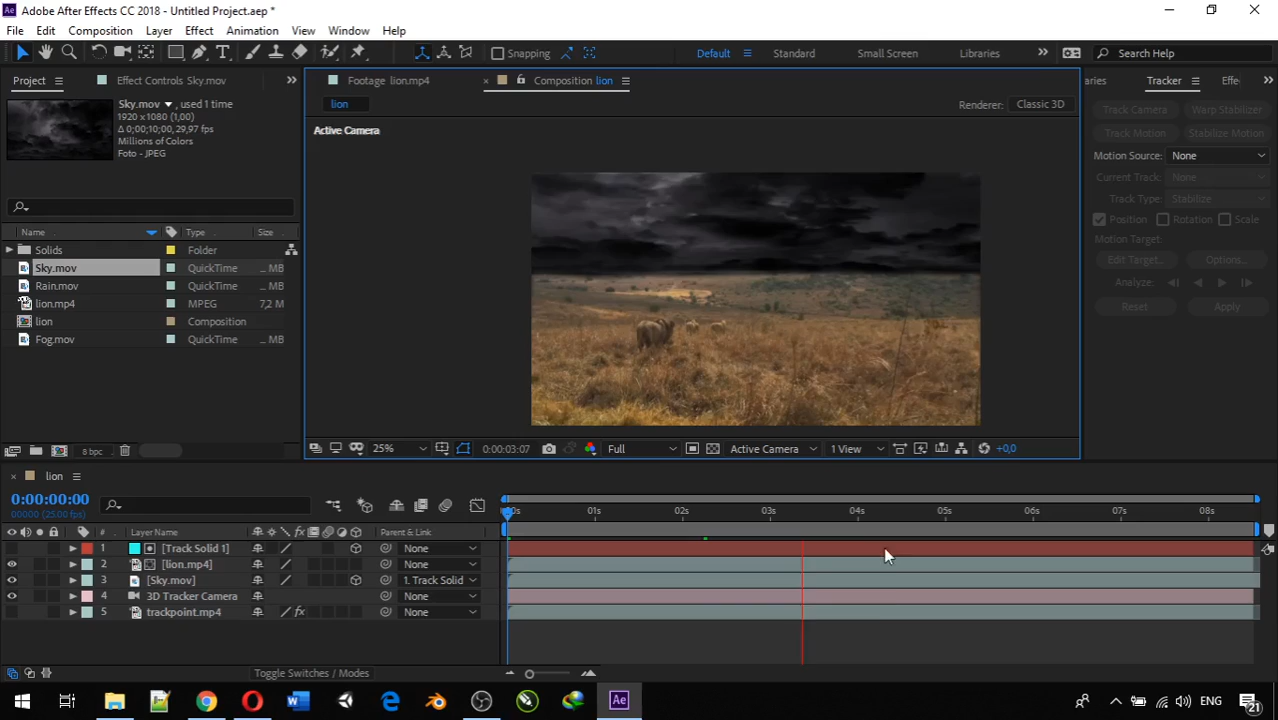 Ae Adobe After Effects CC 2018 - Untitled Project.aep *
File Edit Composition Layer Effect Animation View Window Help
Snapping Default Standard Small Screen Libraries Search Help
Project Effect Controls Sky.mov Footage lion.mp4 Composition lion aries Tracker Effe
Sky.mov , used 1 time
1920 x 1080 (1,00)
Δ 0;00;10;00, 29,97 fps
Millions of Colors
Foto - JPEG
lion Renderer: Classic 3D
Active Camera
Track Camera Warp Stabilizer
Track Motion Stabilize Motion
Motion Source: None
Current Track: None
Track Type: Stabilize
Position Rotation Scale
Motion Target:
Edit Target... Options...
Analyze:
Reset Apply
Name Type Size
Solids Folder
Sky.mov QuickTime ... MB
Rain.mov QuickTime ... MB
lion.mp4 MPEG 7,2 M
lion Composition
Fog.mov QuickTime ... MB
8 bpc
25% 0:00:03:07 Full Active Camera 1 View +0,0
lion
0:00:00:00
00000 (25.00 fps)
:00s 01s 02s 03s 04s 05s 06s 07s 08s
# Layer Name fx Parent & Link
1 [Track Solid 1] None
2 [lion.mp4] None
3 [Sky.mov] 1. Track Solid
4 3D Tracker Camera None
5 trackpoint.mp4 fx None
Toggle Switches / Modes
W Ae ENG 21